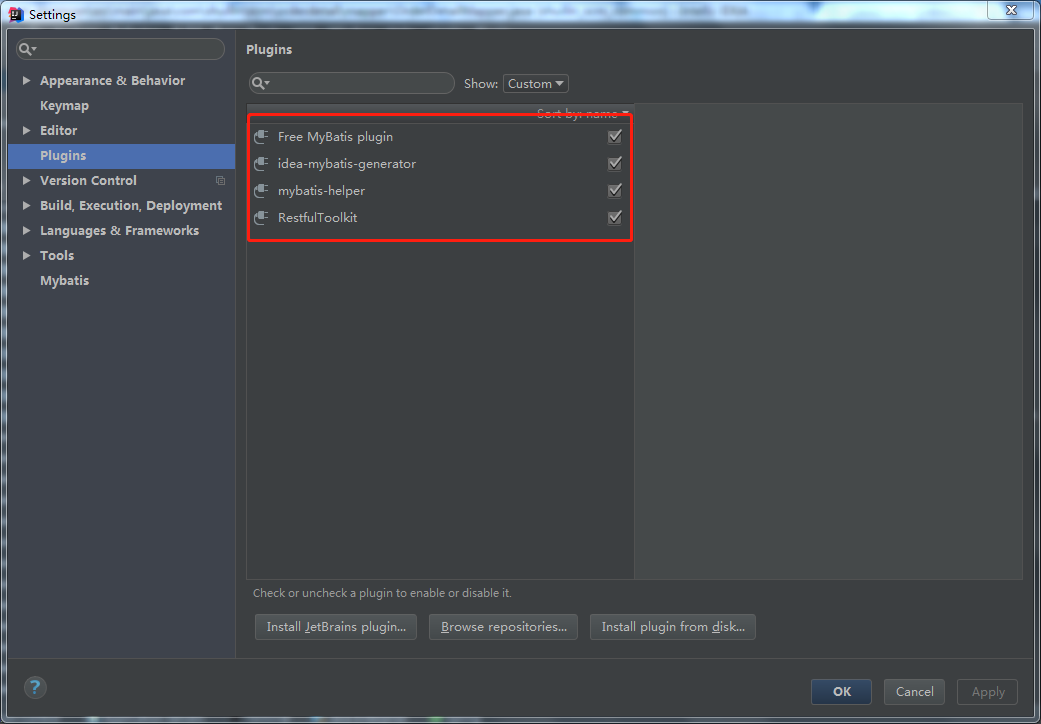 Settings
Plugins
Appearance & Behavior
Keymap
Editor
Plugins
Version Control
Build, Execution, Deployment
Languages & Frameworks
Tools
Mybatis
Show: Custom
Sort by: name
Free MyBatis plugin
idea-mybatis-generator
mybatis-helper
RestfulToolkit
Check or uncheck a plugin to enable or disable it.
Install JetBrains plugin... Browse repositories... Install plugin from disk...
? OK Cancel Apply